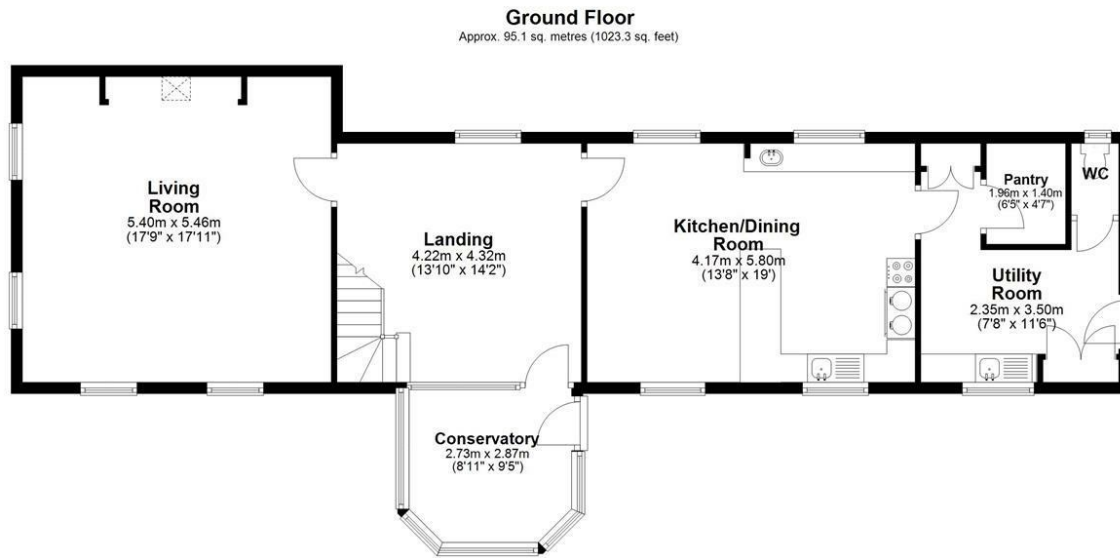 Ground Floor
Approx. 95.1 sq. metres (1023.3 sq. feet)
Living
Room
5.40m x 5.46m
(17'9" x 17'11")
Landing
4.22m x 4.32m
(13'10" x 14'2")
Kitchen/Dining
Room
4.17m x 5.80m
(13'8" x 19')
Pantry
1.96m x 1.40m
(6'5" x 4'7")
WC
Utility
Room
2.35m x 3.50m
(7'8" x 11'6")
Conservatory
2.73m x 2.87m
(8'11" x 9'5")